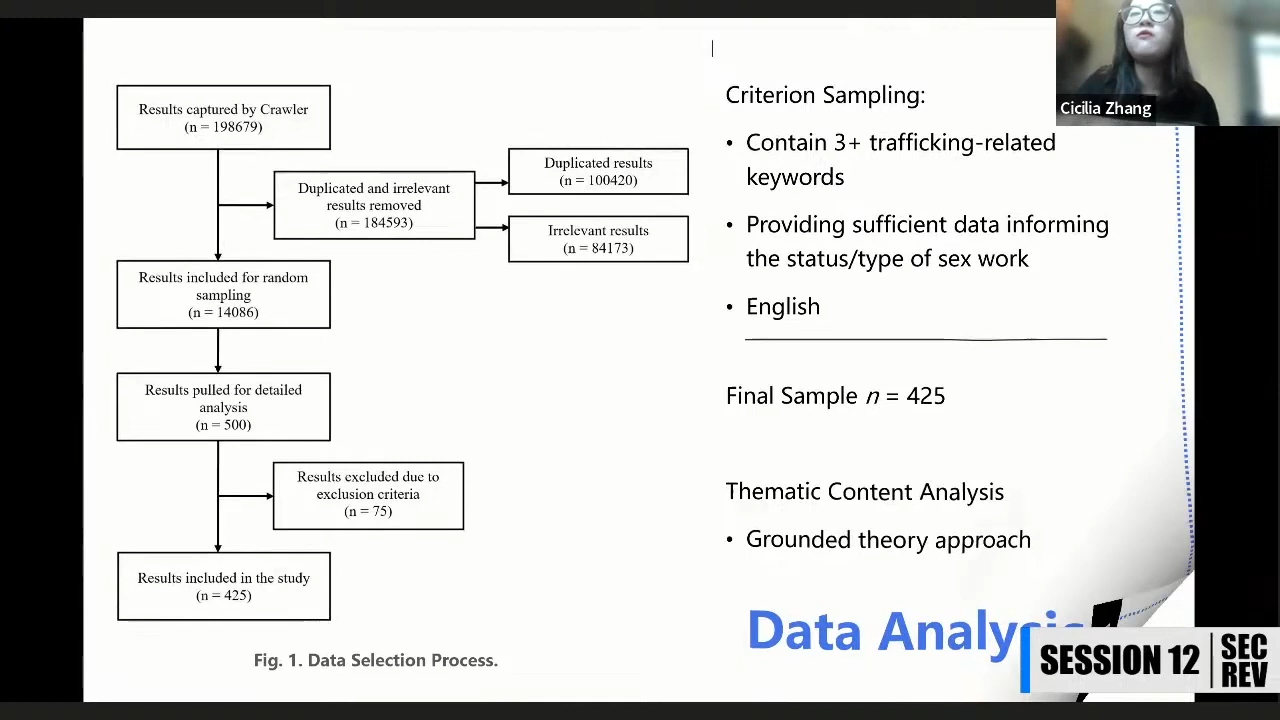 Results captured by Crawler
(n = 198679)
Duplicated and irrelevant
results removed
(n = 184593)
Duplicated results
(n = 100420)
Irrelevant results
(n = 84173)
Results included for random
sampling
(n = 14086)
Results pulled for detailed
analysis
(n = 500)
Results excluded due to
exclusion criteria
(n = 75)
Results included in the study
(n = 425)
Fig. 1. Data Selection Process.
Criterion Sampling:
• Contain 3+ trafficking-related
keywords
• Providing sufficient data informing
the status/type of sex work
• English
Final Sample n = 425
Thematic Content Analysis
• Grounded theory approach
Data Analysis
Cicilia Zhang
SESSION 12
SEC
REV